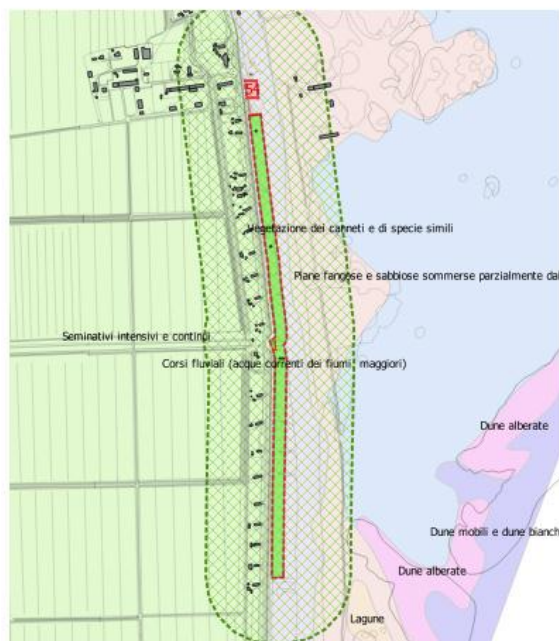 Vegetazione dei canneti e di specie simili
Piane fangose e sabbiose sommerse parzialmente dal
Seminativi intensivi e continui
Corsi fluviali (acque correnti dei fiumi maggiori)
Dune alberate
Dune mobili e dune bianch
Dune alberate
Lagune